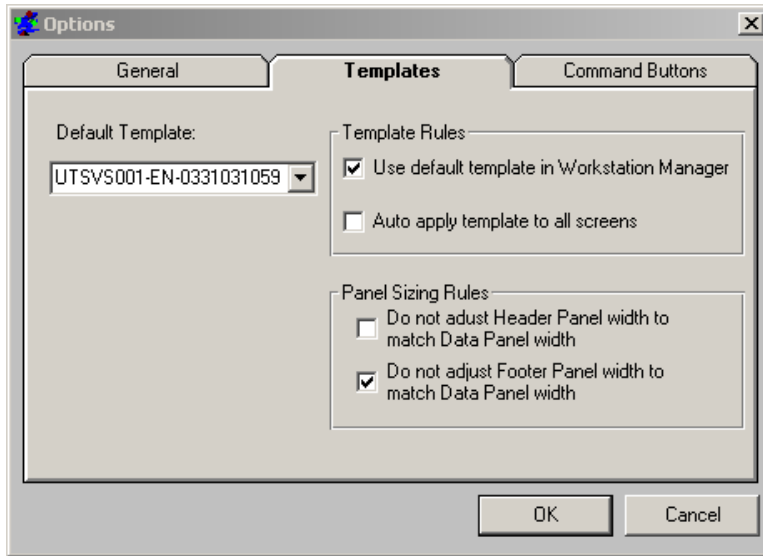 Options
General
Templates
Command Buttons
Default Template:
UTSVS001-EN-0331031059
Template Rules
Use default template in Workstation Manager
Auto apply template to all screens
Panel Sizing Rules
Do not adust Header Panel width to
match Data Panel width
Do not adjust Footer Panel width to
match Data Panel width
OK
Cancel